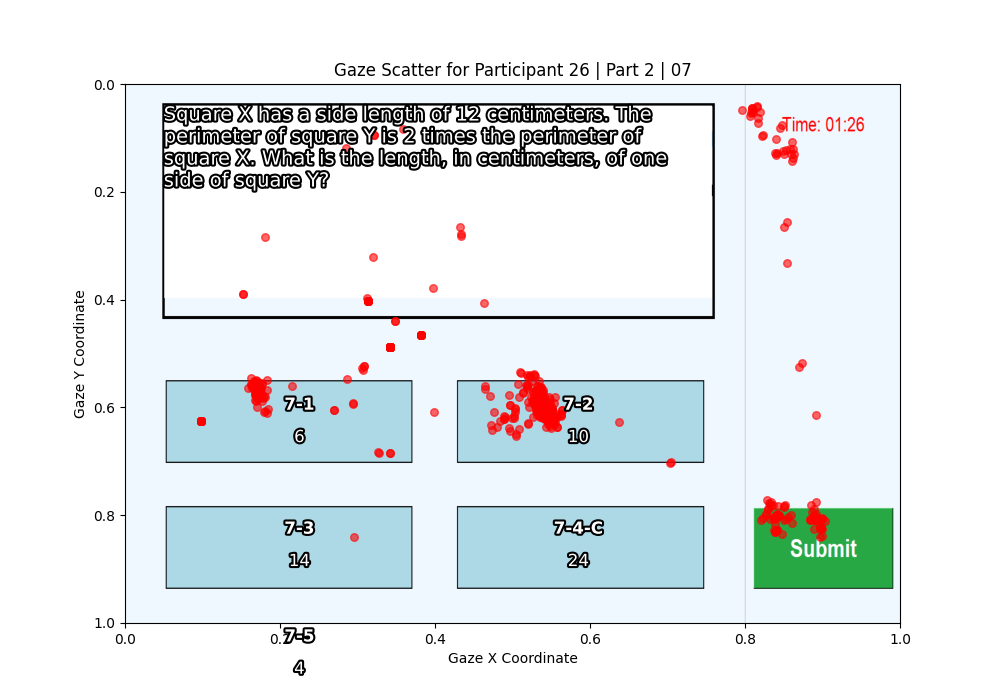 Gaze Scatter for Participant 26 | Part 2 | 07
Square X has a side length of 12 centimeters. The
perimeter of square Y is 2 times the perimeter of
square X. What is the length, in centimeters, of one
side of square Y?
Time: 01:26
7-1
6
7-2
10
7-3
14
7-4-C
24
Submit
7-5
4
0.0
0.2
0.4
0.6
0.8
1.0
Gaze Y Coordinate
0.0
0.2
0.4
0.6
0.8
1.0
Gaze X Coordinate